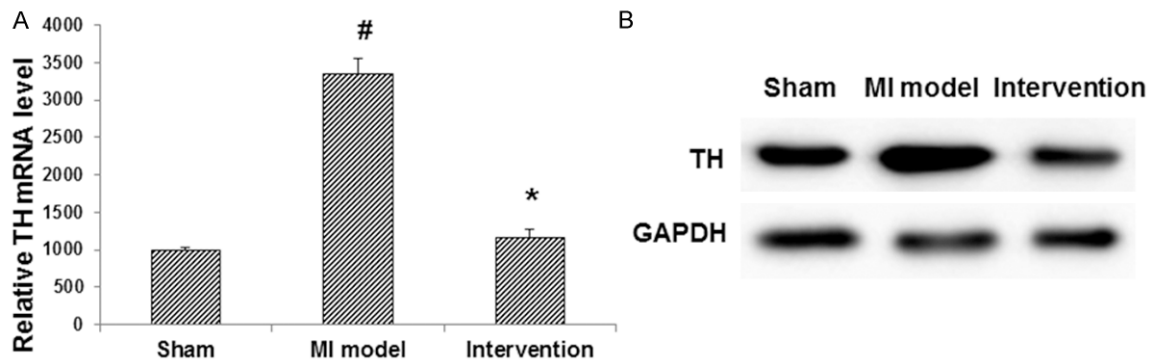 A
Relative TH mRNA level
4000
3500
3000
2500
2000
1500
1000
500
0
#
*
Sham
MI model
Intervention
B
Sham MI model Intervention
TH
GAPDH